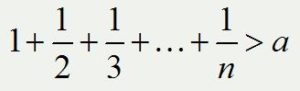 1 + 1/2 + 1/3 + ... + 1/n > a